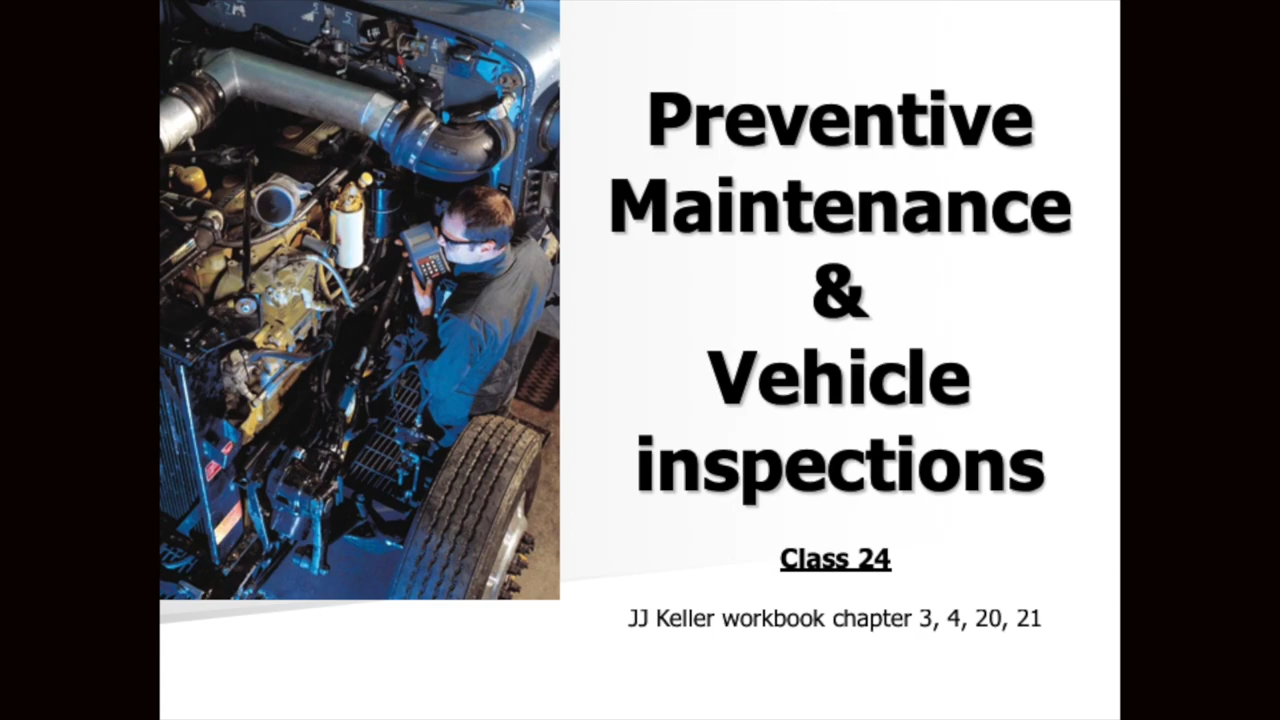 Preventive
Maintenance
&
Vehicle
inspections
Class 24
JJ Keller workbook chapter 3, 4, 20, 21